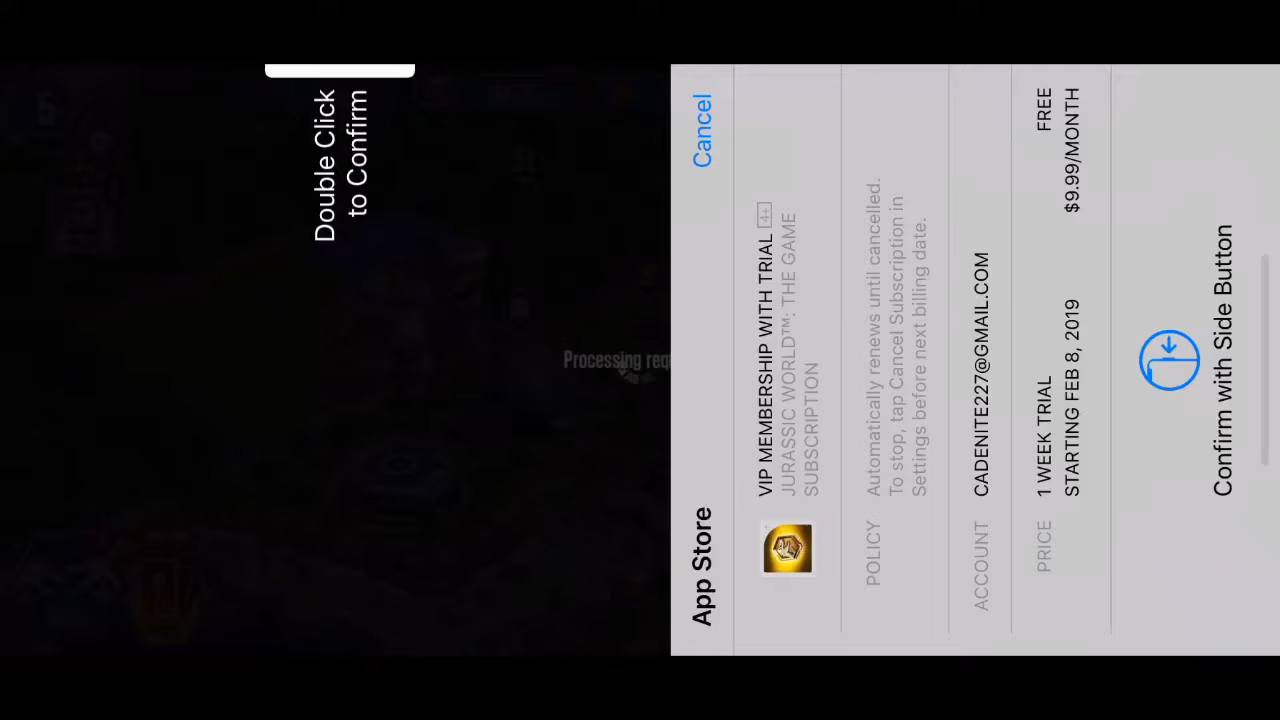 Double Click
to Confirm
Processing req
App Store
Cancel
VIP MEMBERSHIP WITH TRIAL 4+
JURASSIC WORLD™: THE GAME
SUBSCRIPTION
POLICY
Automatically renews until cancelled.
To stop, tap Cancel Subscription in
Settings before next billing date.
ACCOUNT
CADENITE227@GMAIL.COM
PRICE
1 WEEK TRIAL
FREE
STARTING FEB 8, 2019
$9.99/MONTH
Confirm with Side Button